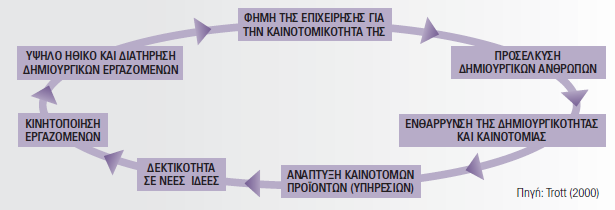 ΦΗΜΗ ΤΗΣ ΕΠΙΧΕΙΡΗΣΗΣ ΓΙΑ
ΤΗΝ ΚΑΙΝΟΤΟΜΙΚΟΤΗΤΑ ΤΗΣ
ΠΡΟΣΕΛΚΥΣΗ
ΔΗΜΙΟΥΡΓΙΚΩΝ ΑΝΘΡΩΠΩΝ
ΕΝΘΑΡΡΥΝΣΗ ΤΗΣ ΔΗΜΙΟΥΡΓΙΚΟΤΗΤΑΣ
ΚΑΙ ΚΑΙΝΟΤΟΜΙΑΣ
ΑΝΑΠΤΥΞΗ ΚΑΙΝΟΤΟΜΩΝ
ΠΡΟΪΟΝΤΩΝ (ΥΠΗΡΕΣΙΩΝ)
ΔΕΚΤΙΚΟΤΗΤΑ
ΣΕ ΝΕΕΣ ΙΔΕΕΣ
ΚΙΝΗΤΟΠΟΙΗΣΗ
ΕΡΓΑΖΟΜΕΝΩΝ
ΥΨΗΛΟ ΗΘΙΚΟ ΚΑΙ ΔΙΑΤΗΡΗΣΗ
ΔΗΜΙΟΥΡΓΙΚΩΝ ΕΡΓΑΖΟΜΕΝΩΝ
Πηγή: Trott (2000)